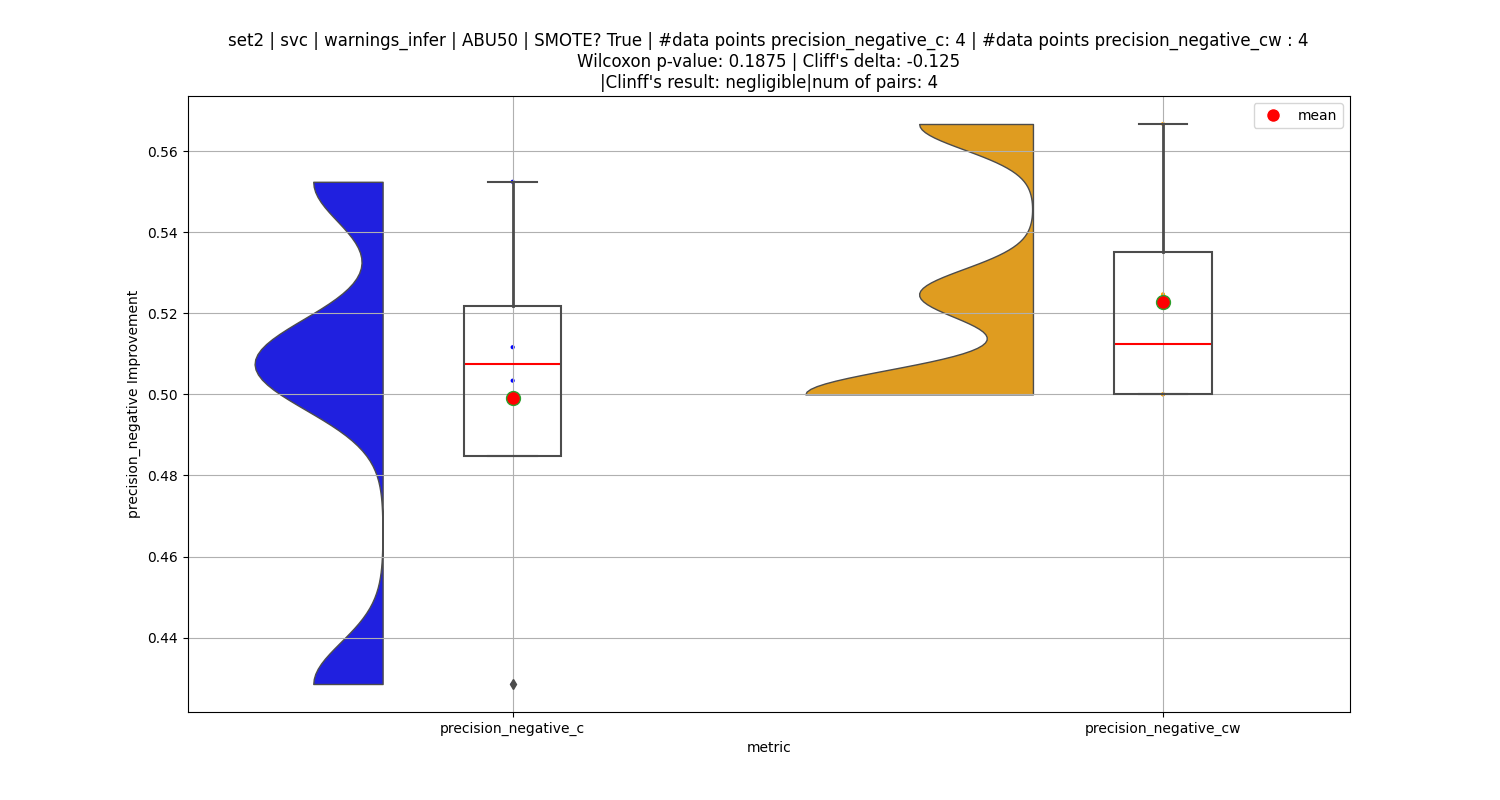 set2 | svc | warnings_infer | ABU50 | SMOTE? True | #data points precision_negative_c: 4 | #data points precision_negative_cw : 4
Wilcoxon p-value: 0.1875 | Cliff's delta: -0.125
|Clinff's result: negligible|num of pairs: 4
mean
0.56
0.54
0.52
0.50
0.48
0.46
0.44
precision_negative Improvement
precision_negative_c
precision_negative_cw
metric